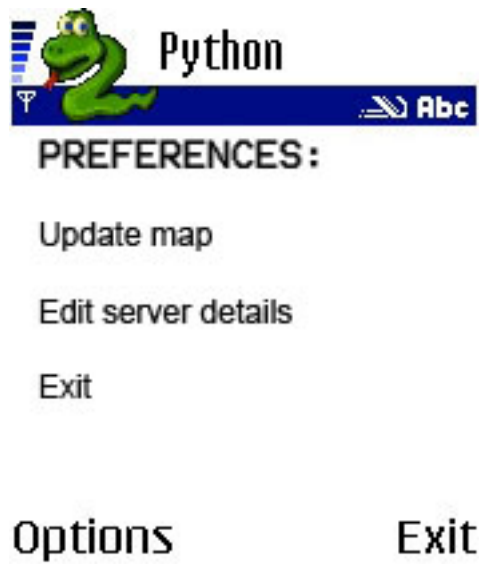 Python
Abc
PREFERENCES:
Update map
Edit server details
Exit
Options Exit